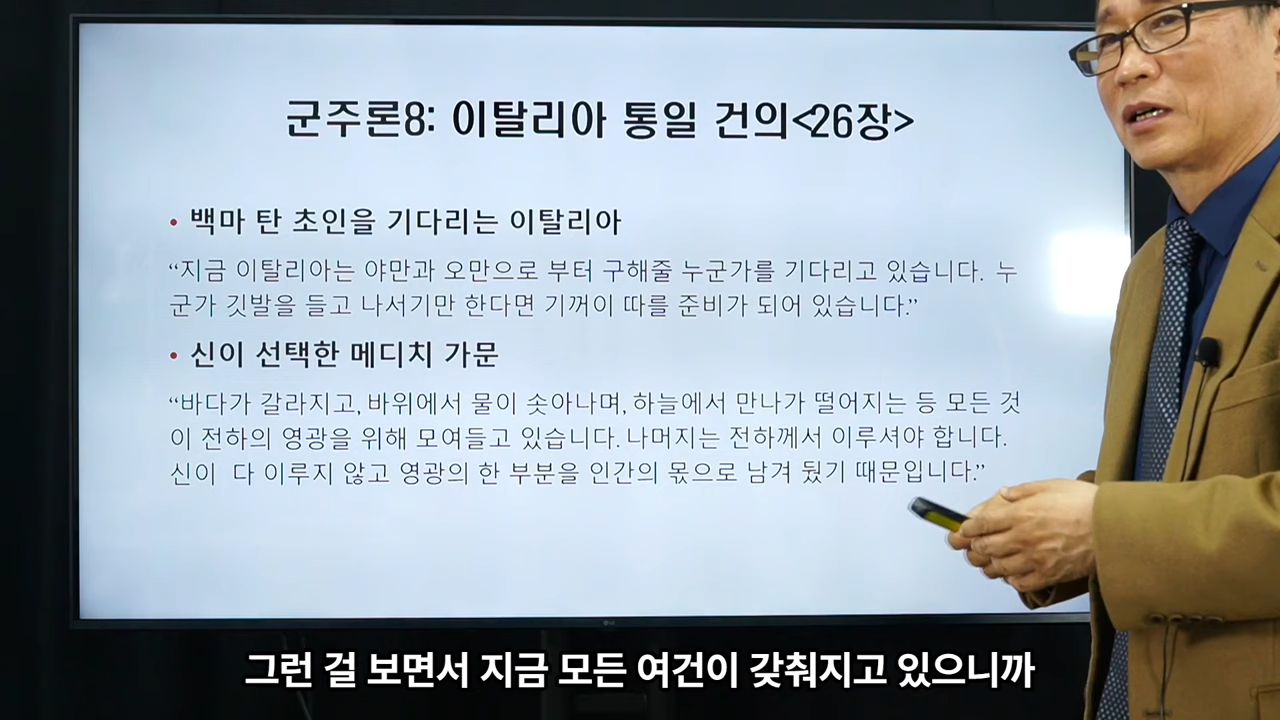 군주론8: 이탈리아 통일 건의<26장>
• 백마 탄 초인을 기다리는 이탈리아
“지금 이탈리아는 야만과 오만으로 부터 구해줄 누군가를 기다리고 있습니다. 누
군가 깃발을 들고 나서기만 한다면 기꺼이 따를 준비가 되어 있습니다.”
• 신이 선택한 메디치 가문
“바다가 갈라지고, 바위에서 물이 솟아나며, 하늘에서 만나가 떨어지는 등 모든 것
이 전하의 영광을 위해 모여들고 있습니다. 나머지는 전하께서 이루셔야 합니다.
신이 다 이루지 않고 영광의 한 부분을 인간의 몫으로 남겨 뒀기 때문입니다.”
LG
그런 걸 보면서 지금 모든 여건이 갖춰지고 있으니까